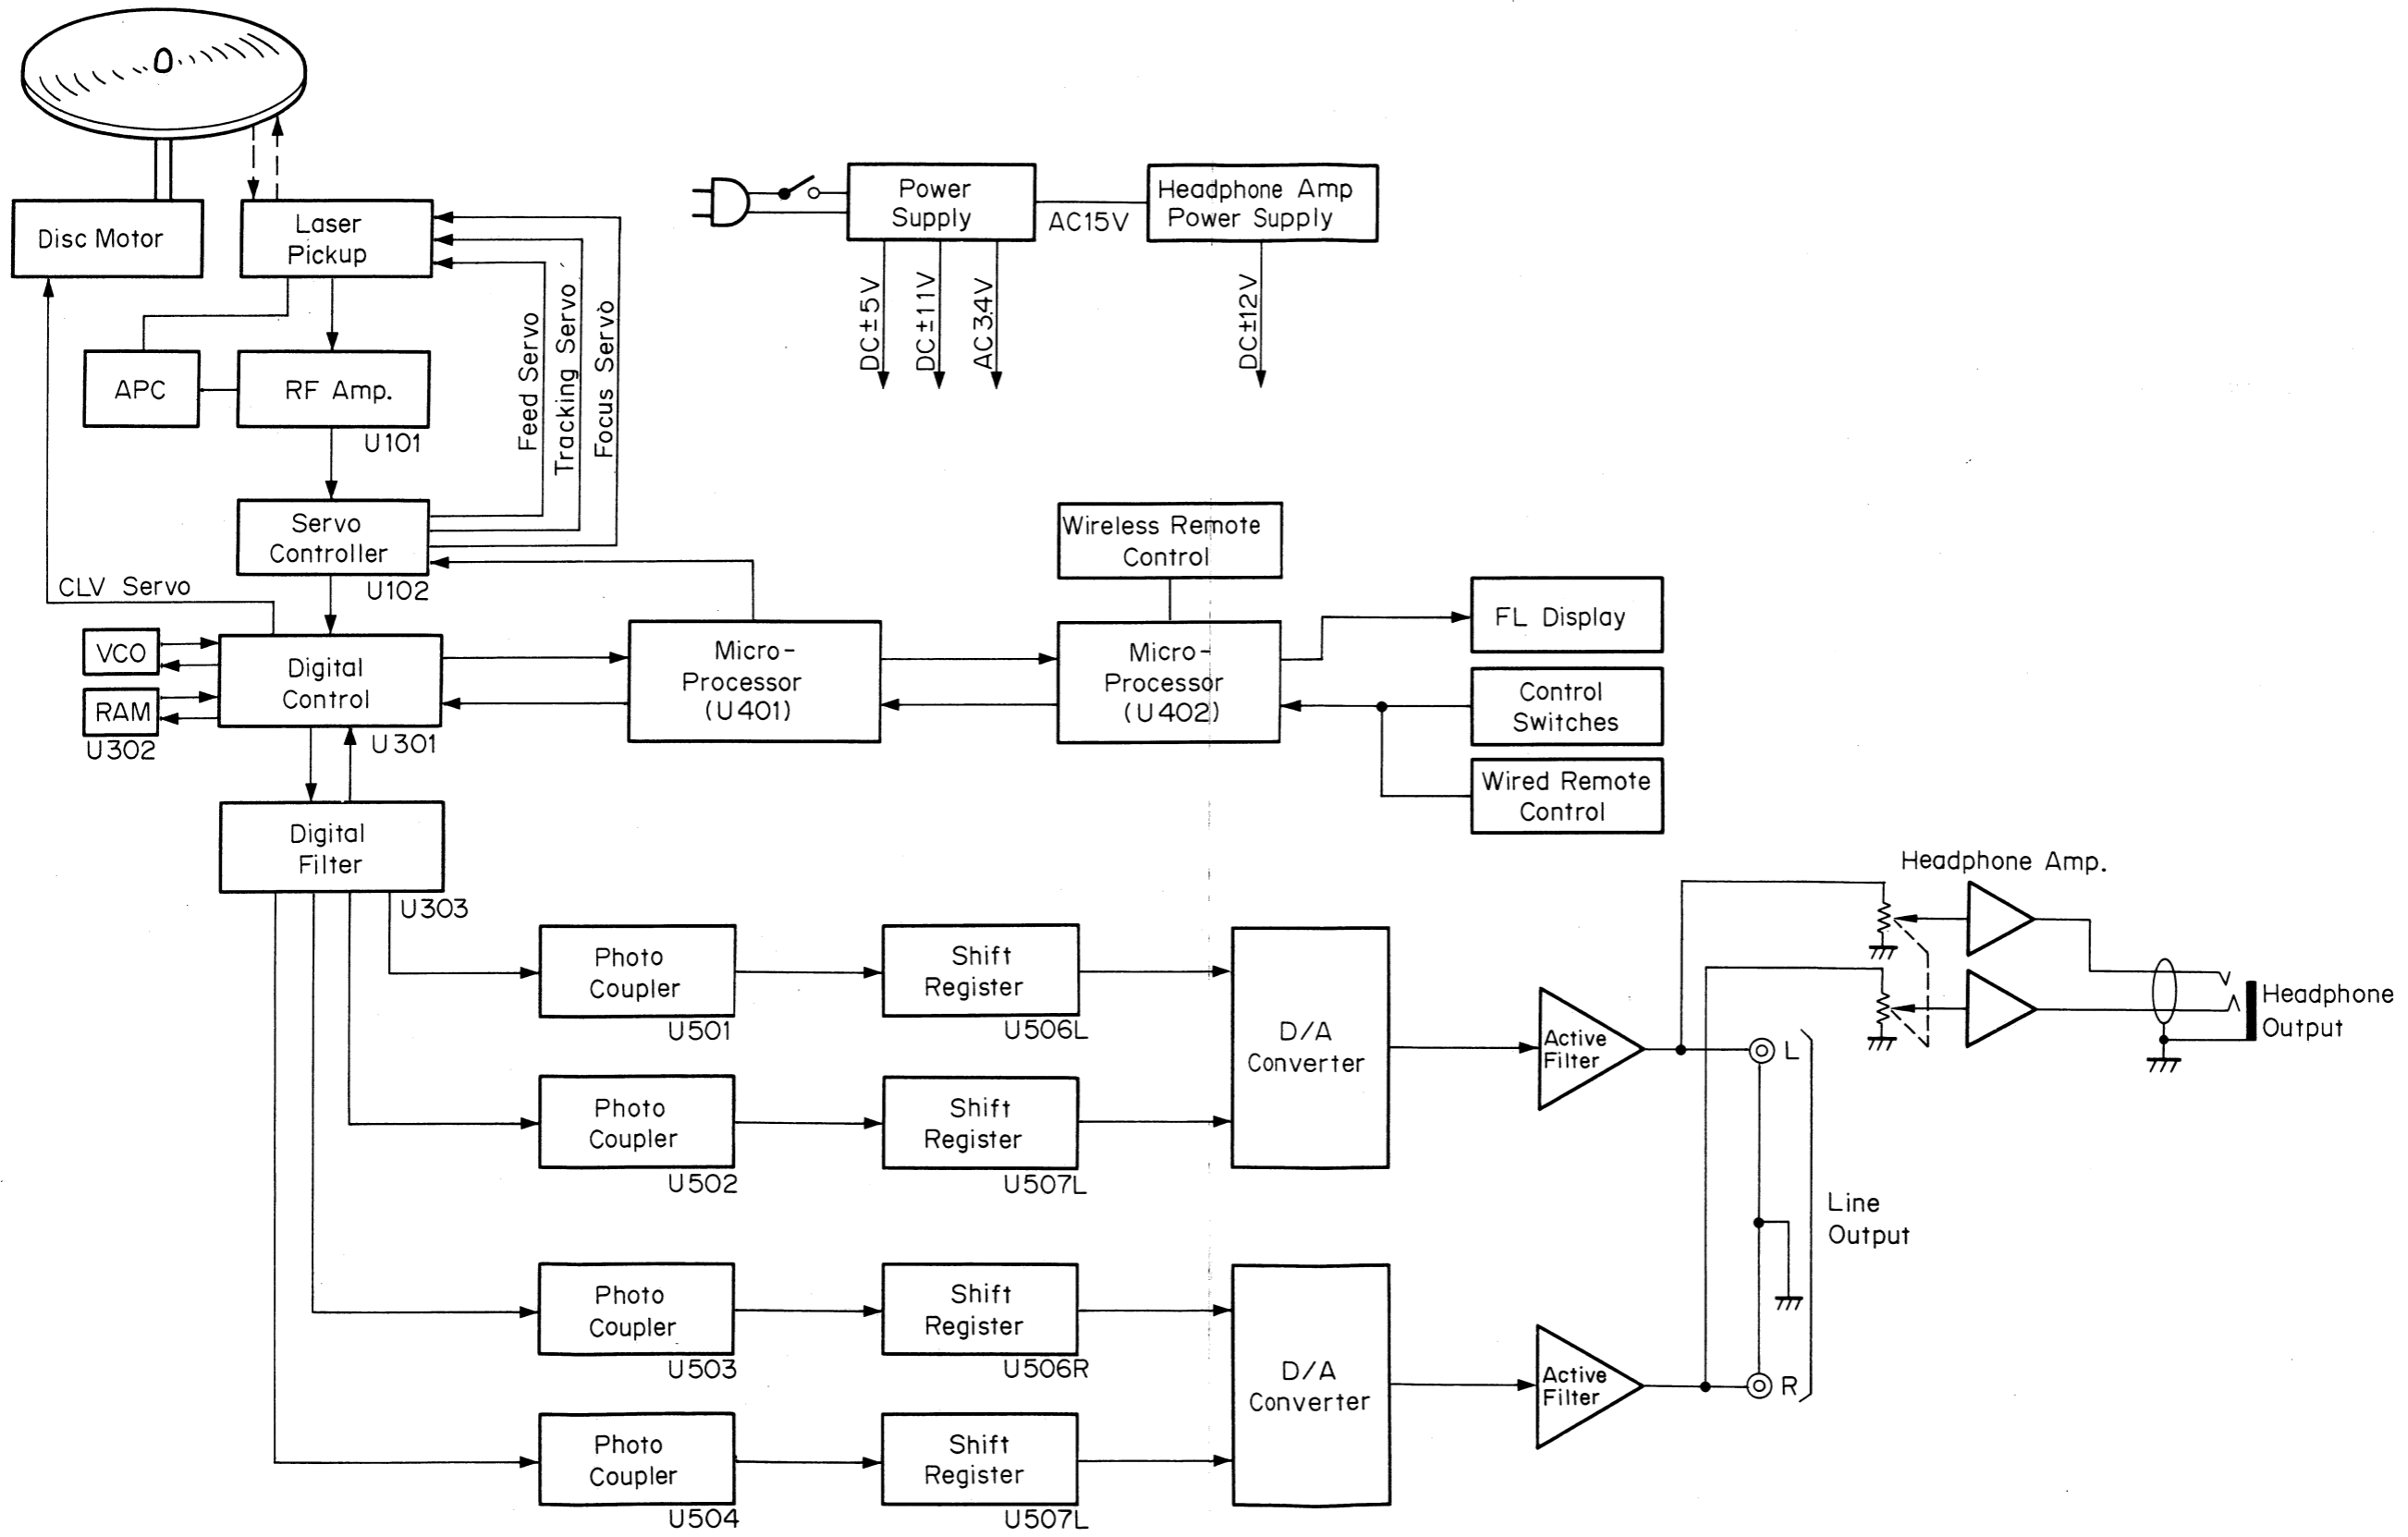 Disc Motor
Laser
Pickup
APC
RF Amp.
U101
Feed Servo
Tracking Servo
Focus Servo
Servo
Controller
U102
CLV Servo
VCO
RAM
U302
Digital
Control
U301
Digital
Filter
U303
Power
Supply
AC15V
Headphone Amp
Power Supply
DC±5V
DC±11V
AC3.4V
DC±12V
Micro-
Processor
(U401)
Wireless Remote
Control
Micro-
Processor
(U402)
FL Display
Control
Switches
Wired Remote
Control
Photo
Coupler
U501
Shift
Register
U506L
Photo
Coupler
U502
Shift
Register
U507L
D/A
Converter
Active
Filter
Photo
Coupler
U503
Shift
Register
U506R
Photo
Coupler
U504
Shift
Register
U507L
D/A
Converter
Active
Filter
L
R
Line
Output
Headphone Amp.
Headphone
Output